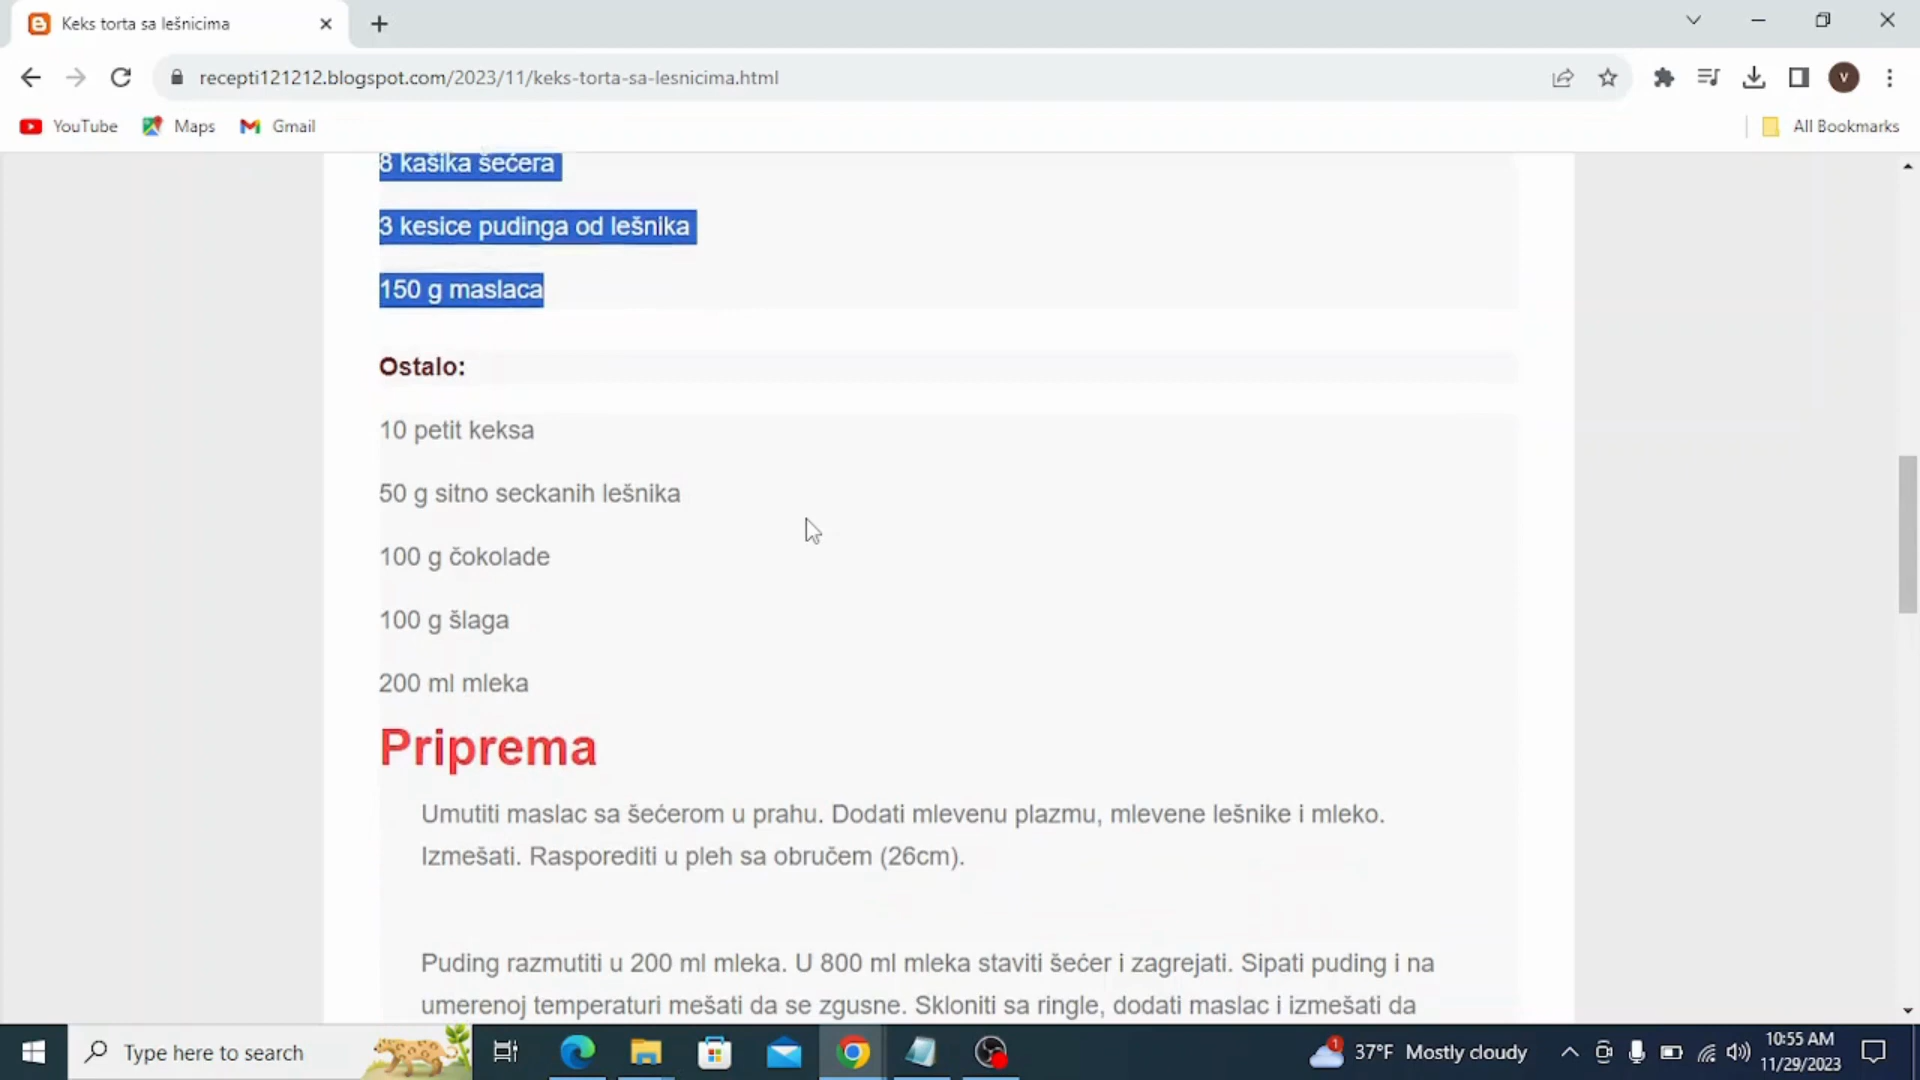 Keks torta sa lešnicima
recepti121212.blogspot.com/2023/11/keks-torta-sa-lesnicima.html
V
YouTube
Maps
Gmail
All Bookmarks
8 kašika šećera
3 kesice pudinga od lešnika
150 g maslaca
Ostalo:
10 petit keksa
50 g sitno seckanih lešnika
100 g čokolade
100 g šlaga
200 ml mleka
Priprema
Umutiti maslac sa šećerom u prahu. Dodati mlevenu plazmu, mlevene lešnike i mleko.
Izmešati. Rasporediti u pleh sa obručem (26cm).
Puding razmutiti u 200 ml mleka. U 800 ml mleka staviti šećer i zagrejati. Sipati puding i na
umerenoj temperaturi mešati da se zgusne. Skloniti sa ringle, dodati maslac i izmešati da
Type here to search
1
37°F Mostly cloudy
10:55 AM
11/29/2023